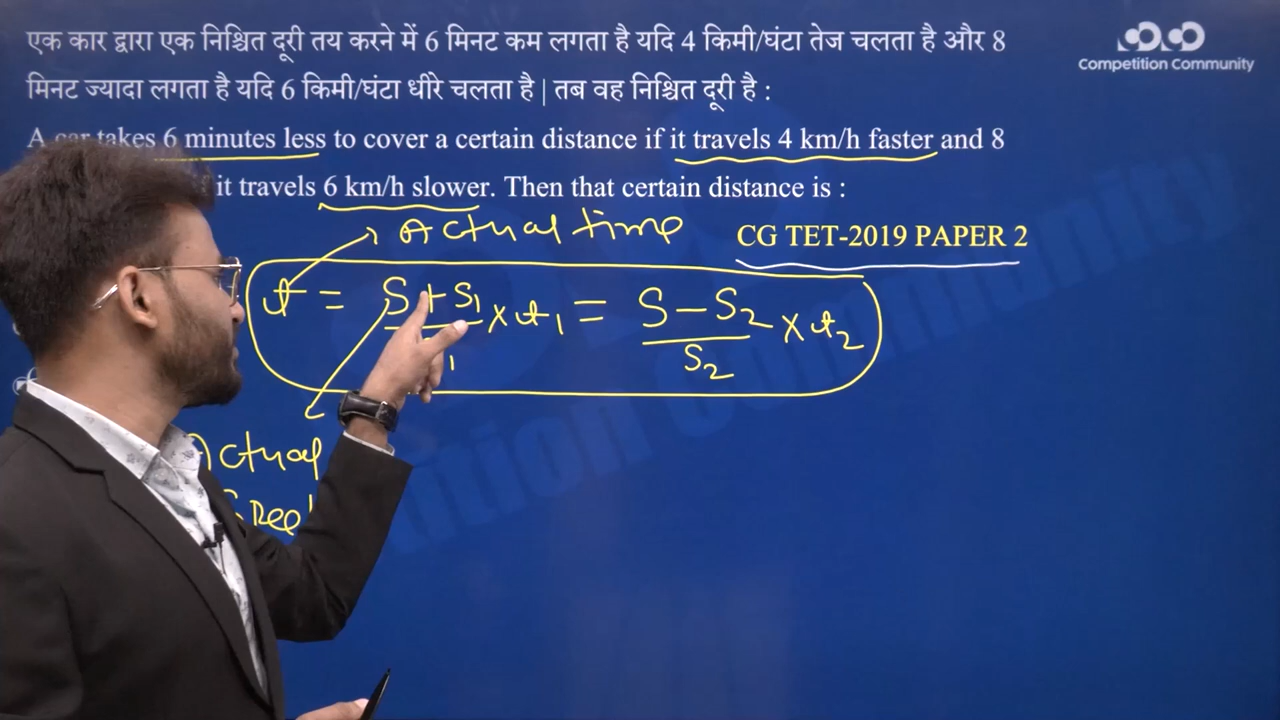 एक कार द्वारा एक निश्चित दूरी तय करने में 6 मिनट कम लगता है यदि 4 किमी/घंटा तेज चलता है और 8
मिनट ज्यादा लगता है यदि 6 किमी/घंटा धीरे चलता है | तब वह निश्चित दूरी है :
A car takes 6 minutes less to cover a certain distance if it travels 4 km/h faster and 8
it travels 6 km/h slower. Then that certain distance is :
Competition Community
Actual time
CG TET-2019 PAPER 2
t = S+S1 / 1 × t1 = S-S2 / S2 × t2
Actual
Speed